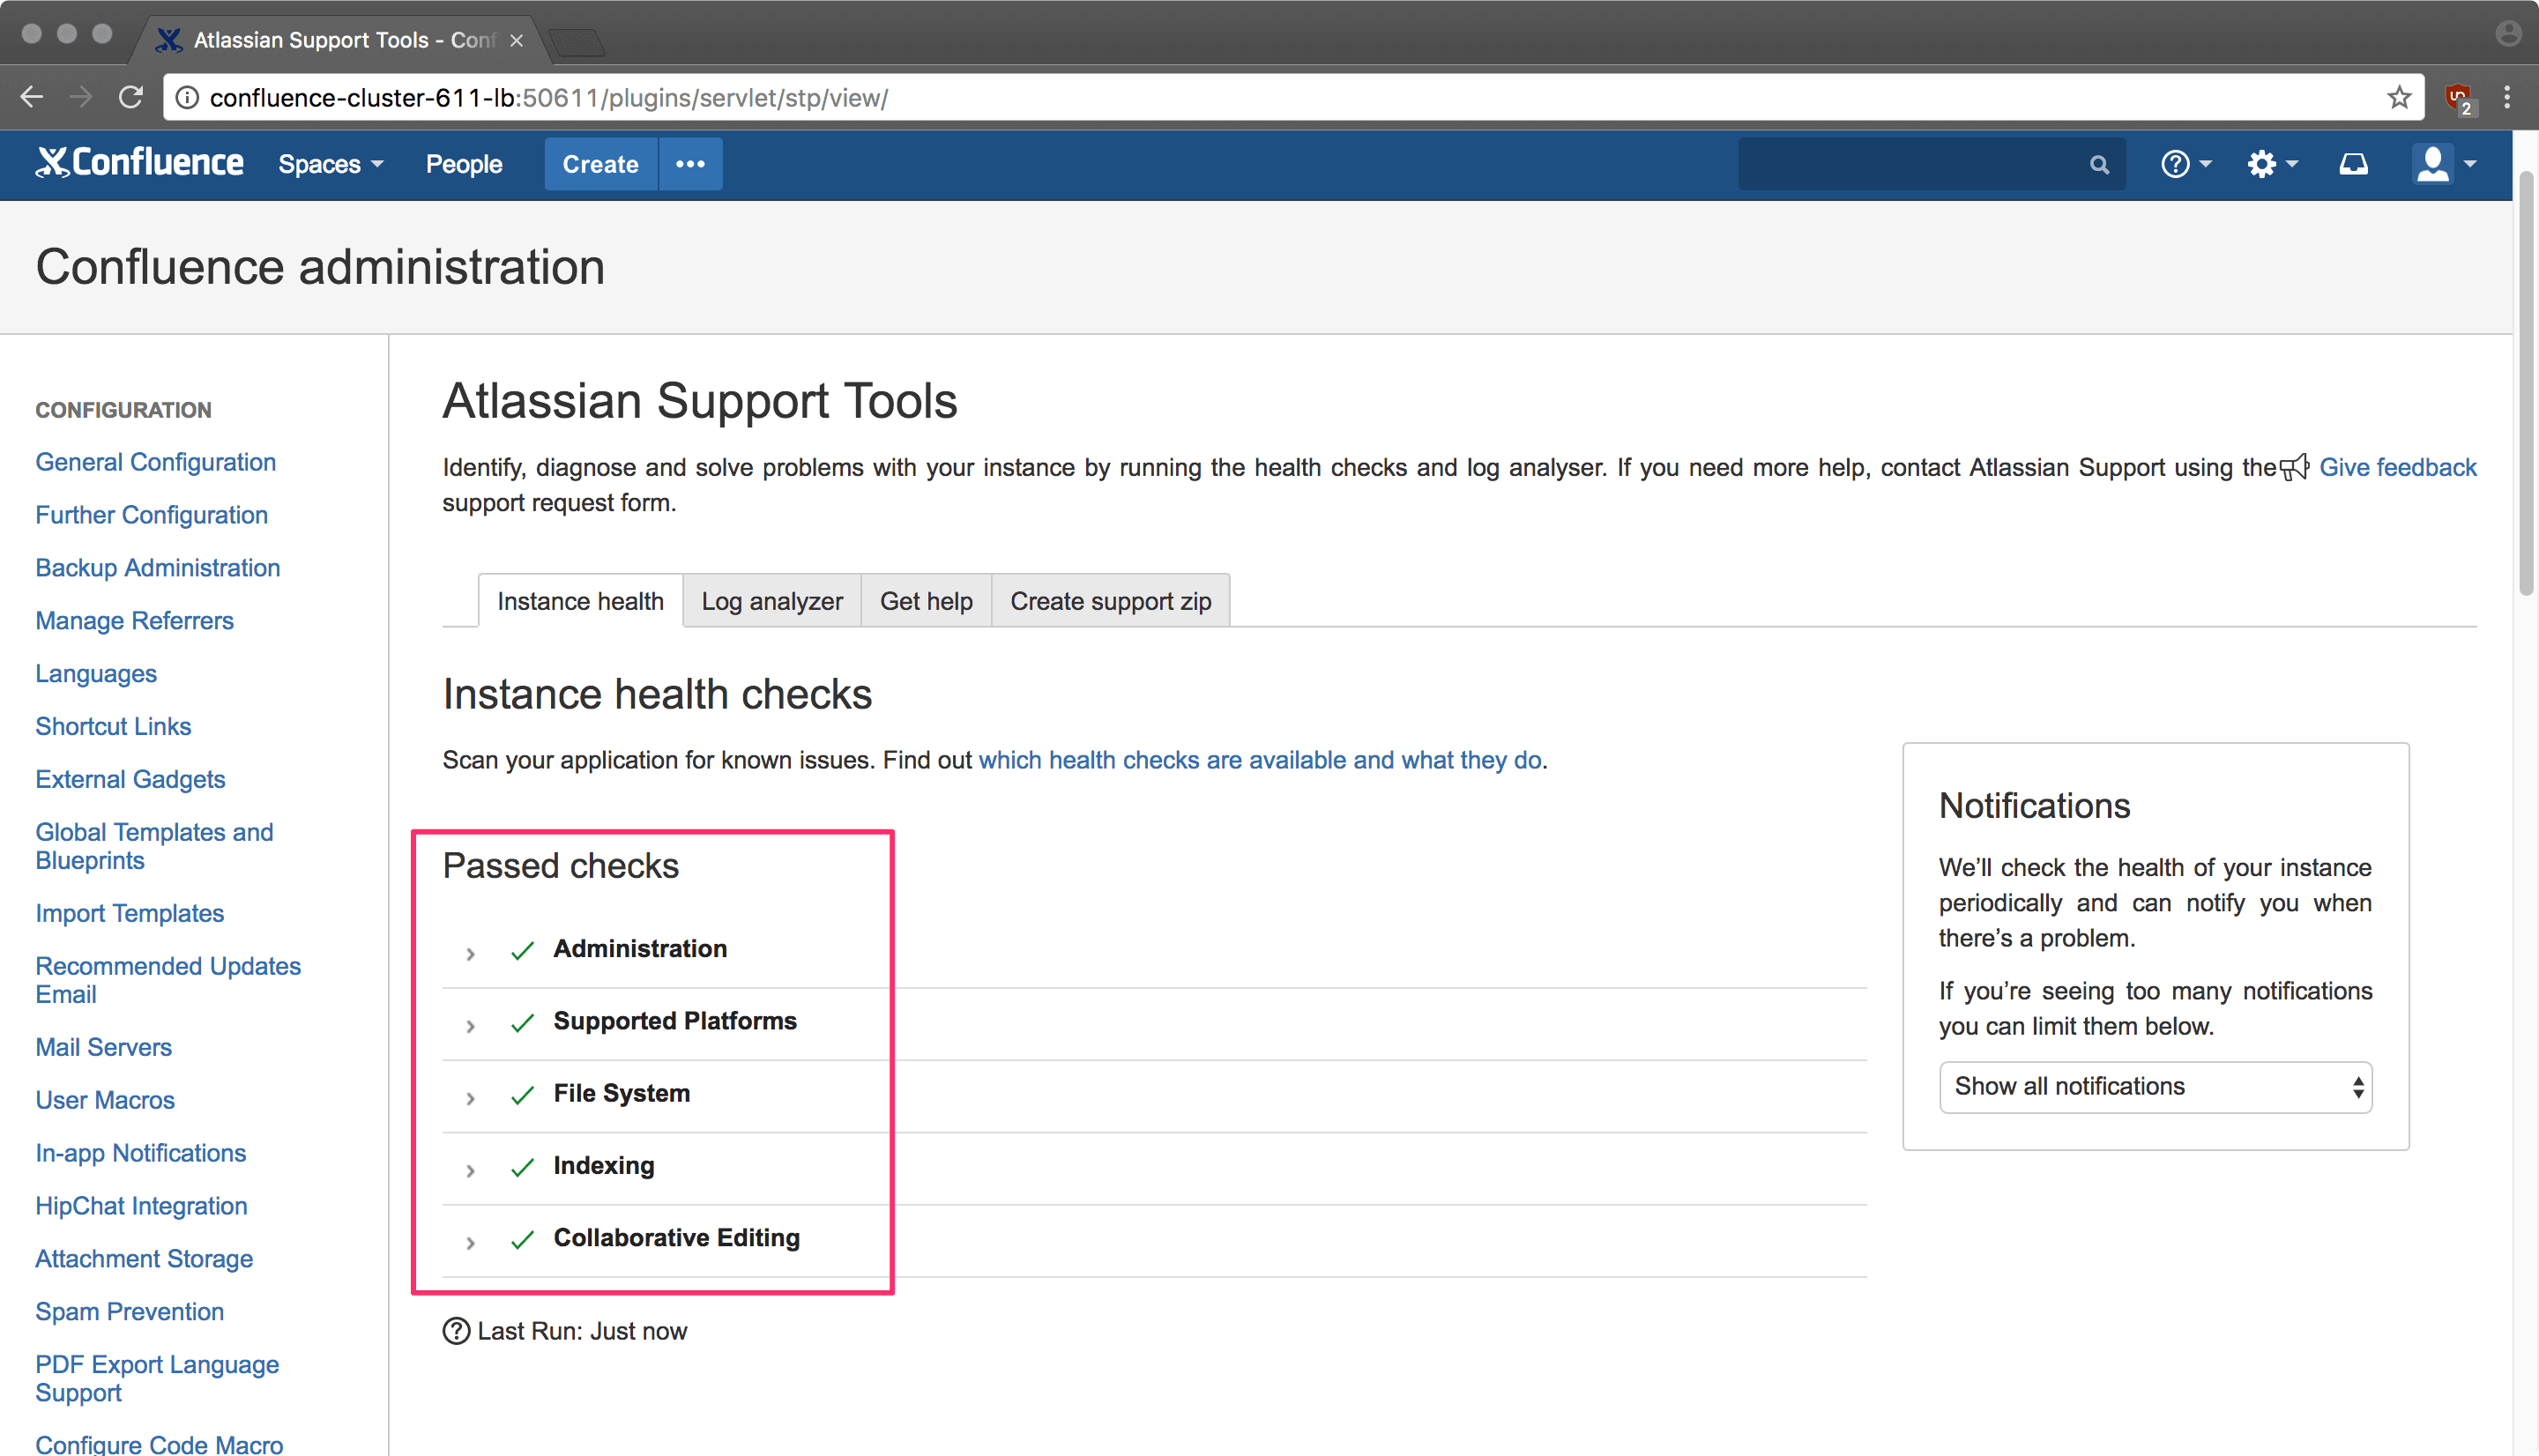 Atlassian Support Tools - Conf
confluence-cluster-611-lb:50611/plugins/servlet/stp/view/
2
Confluence
Spaces
People
Create
Confluence administration
CONFIGURATION
General Configuration
Further Configuration
Backup Administration
Manage Referrers
Languages
Shortcut Links
External Gadgets
Global Templates and
Blueprints
Import Templates
Recommended Updates
Email
Mail Servers
User Macros
In-app Notifications
HipChat Integration
Attachment Storage
Spam Prevention
PDF Export Language
Support
Configure Code Macro
Atlassian Support Tools
Identify, diagnose and solve problems with your instance by running the health checks and log analyser. If you need more help, contact Atlassian Support using the
support request form.
Give feedback
Instance health
Log analyzer
Get help
Create support zip
Instance health checks
Scan your application for known issues. Find out which health checks are available and what they do.
Passed checks
Administration
Supported Platforms
File System
Indexing
Collaborative Editing
Last Run: Just now
Notifications
We’ll check the health of your instance
periodically and can notify you when
there’s a problem.
If you’re seeing too many notifications
you can limit them below.
Show all notifications